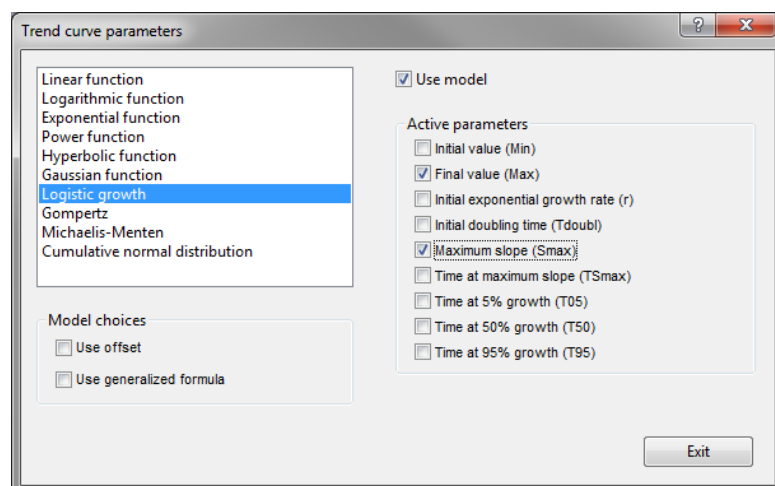 Trend curve parameters
Linear function
Logarithmic function
Exponential function
Power function
Hyperbolic function
Gaussian function
Logistic growth
Gompertz
Michaelis-Menten
Cumulative normal distribution
Model choices
Use offset
Use generalized formula
Use model
Active parameters
Initial value (Min)
Final value (Max)
Initial exponential growth rate (r)
Initial doubling time (Tdoubl)
Maximum slope (Smax)
Time at maximum slope (TSmax)
Time at 5% growth (T05)
Time at 50% growth (T50)
Time at 95% growth (T95)
Exit